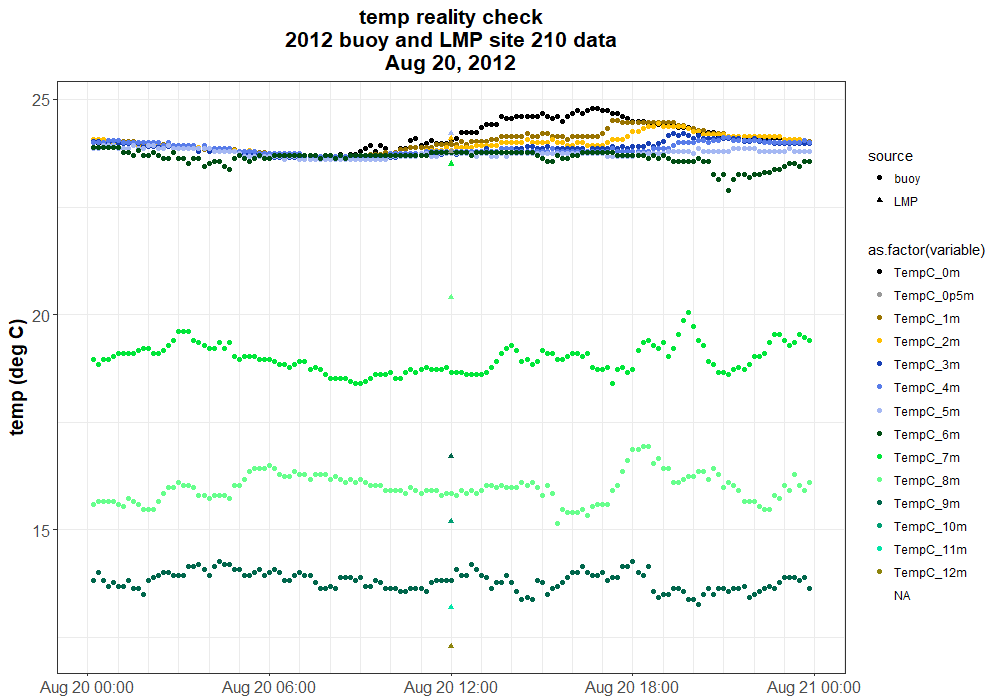 temp reality check
2012 buoy and LMP site 210 data
Aug 20, 2012
temp (deg C)
25
20
15
Aug 20 00:00
Aug 20 06:00
Aug 20 12:00
Aug 20 18:00
Aug 21 00:00
source
buoy
LMP
as.factor(variable)
TempC_0m
TempC_0p5m
TempC_1m
TempC_2m
TempC_3m
TempC_4m
TempC_5m
TempC_6m
TempC_7m
TempC_8m
TempC_9m
TempC_10m
TempC_11m
TempC_12m
NA